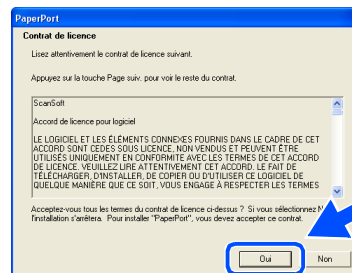 PaperPort
Contrat de licence
Lisez attentivement le contrat de licence suivant.
Appuyez sur la touche Page suiv. pour voir le reste du contrat.
ScanSoft
Accord de licence pour logiciel
LE LOGICIEL ET LES ÉLÉMENTS CONNEXES FOURNIS DANS LE CADRE DE CET
ACCORD SONT CEDES SOUS LICENCE, NON VENDUS ET PEUVENT ÊTRE
UTILISÉS UNIQUEMENT EN CONFORMITE AVEC LES TERMES DE CET ACCORD
DE LICENCE. VEUILLEZ LIRE ATTENTIVEMENT CET ACCORD. LE FAIT DE
TÉLÉCHARGER, D'INSTALLER, DE COPIER OU D'UTILISER CE LOGICIEL DE
QUELQUE MANIÈRE QUE CE SOIT, VOUS ENGAGE À RESPECTER LES TERMES
Acceptez-vous tous les termes du contrat de licence ci-dessus ? Si vous sélectionnez
l'installation s'arrêtera. Pour installer "PaperPort", vous devez accepter ce contrat.
Oui
Non